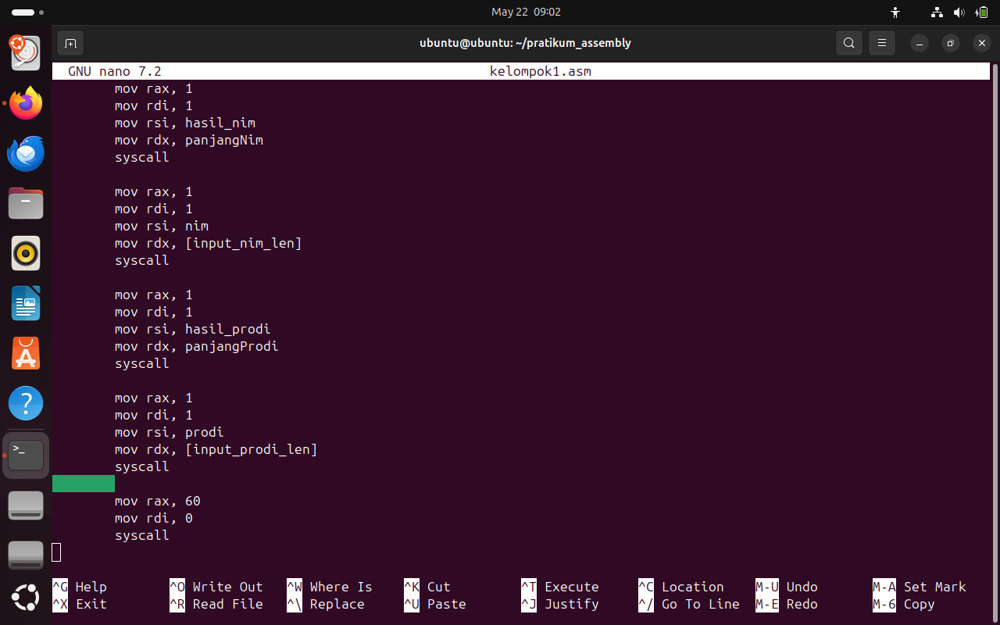 May 22 09:02
ubuntu@ubuntu: ~/pratikum_assembly
GNU nano 7.2 kelompok1.asm
mov rax, 1
mov rdi, 1
mov rsi, hasil_nim
mov rdx, panjangNim
syscall
mov rax, 1
mov rdi, 1
mov rsi, nim
mov rdx, [input_nim_len]
syscall
mov rax, 1
mov rdi, 1
mov rsi, hasil_prodi
mov rdx, panjangProdi
syscall
mov rax, 1
mov rdi, 1
mov rsi, prodi
mov rdx, [input_prodi_len]
syscall
mov rax, 60
mov rdi, 0
syscall
^G Help ^O Write Out ^W Where Is ^K Cut ^T Execute ^C Location M-U Undo M-A Set Mark
^X Exit ^R Read File ^\ Replace ^U Paste ^J Justify ^/ Go To Line M-E Redo M-6 Copy